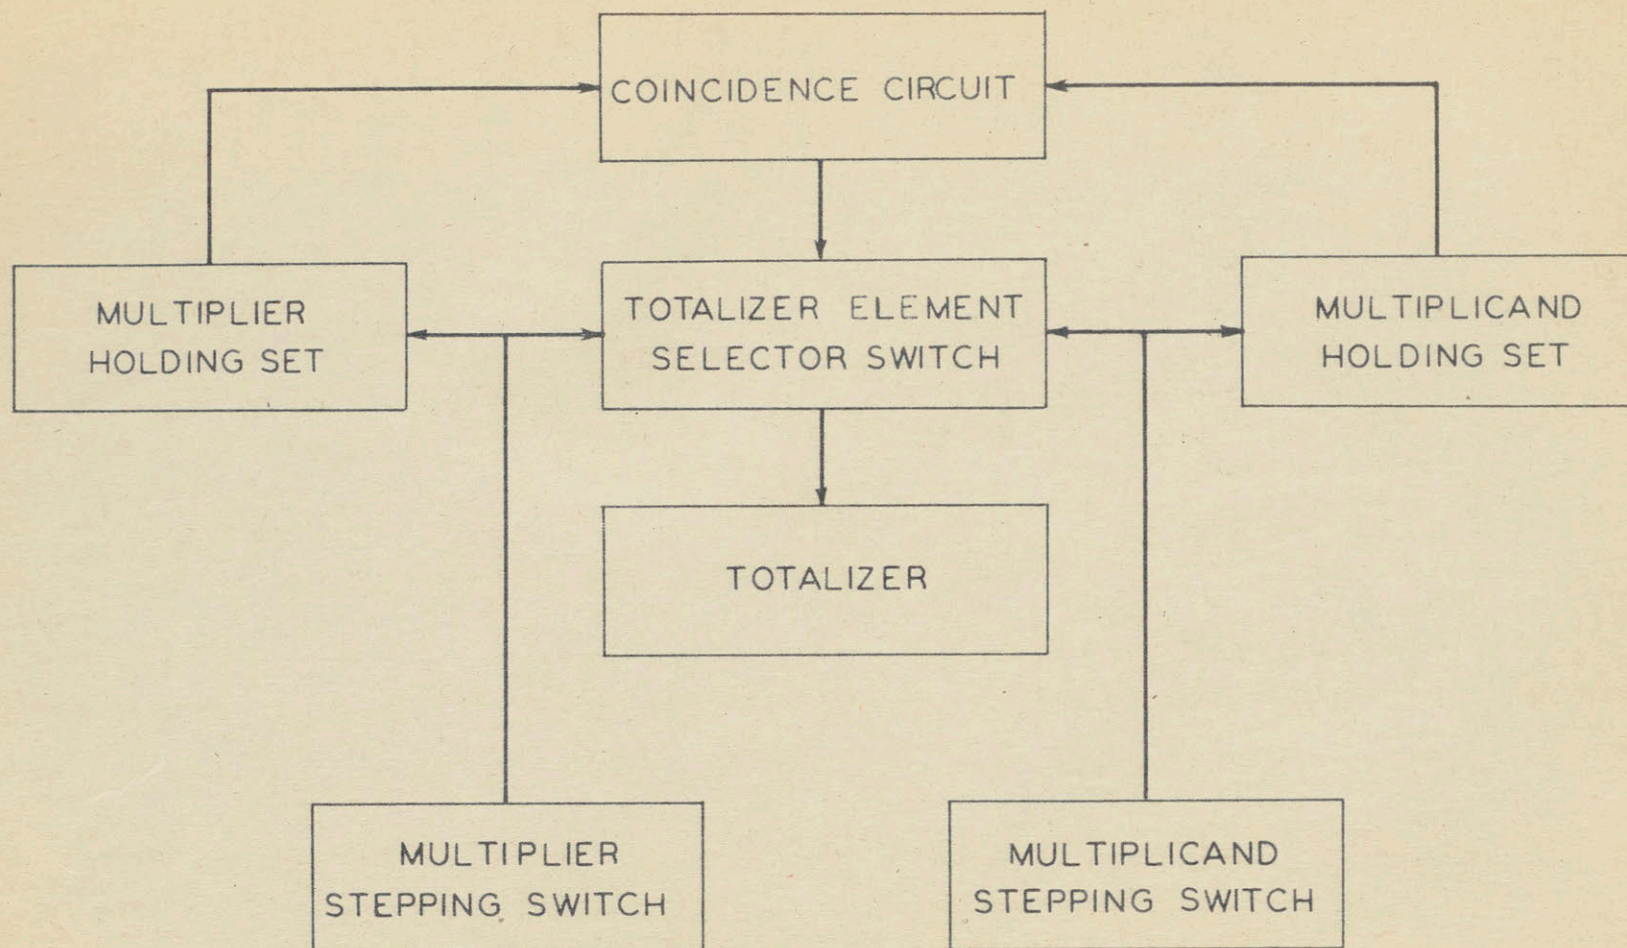 COINCIDENCE CIRCUIT
MULTIPLIER
HOLDING SET
TOTALIZER ELEMENT
SELECTOR SWITCH
MULTIPLICAND
HOLDING SET
TOTALIZER
MULTIPLIER
STEPPING SWITCH
MULTIPLICAND
STEPPING SWITCH